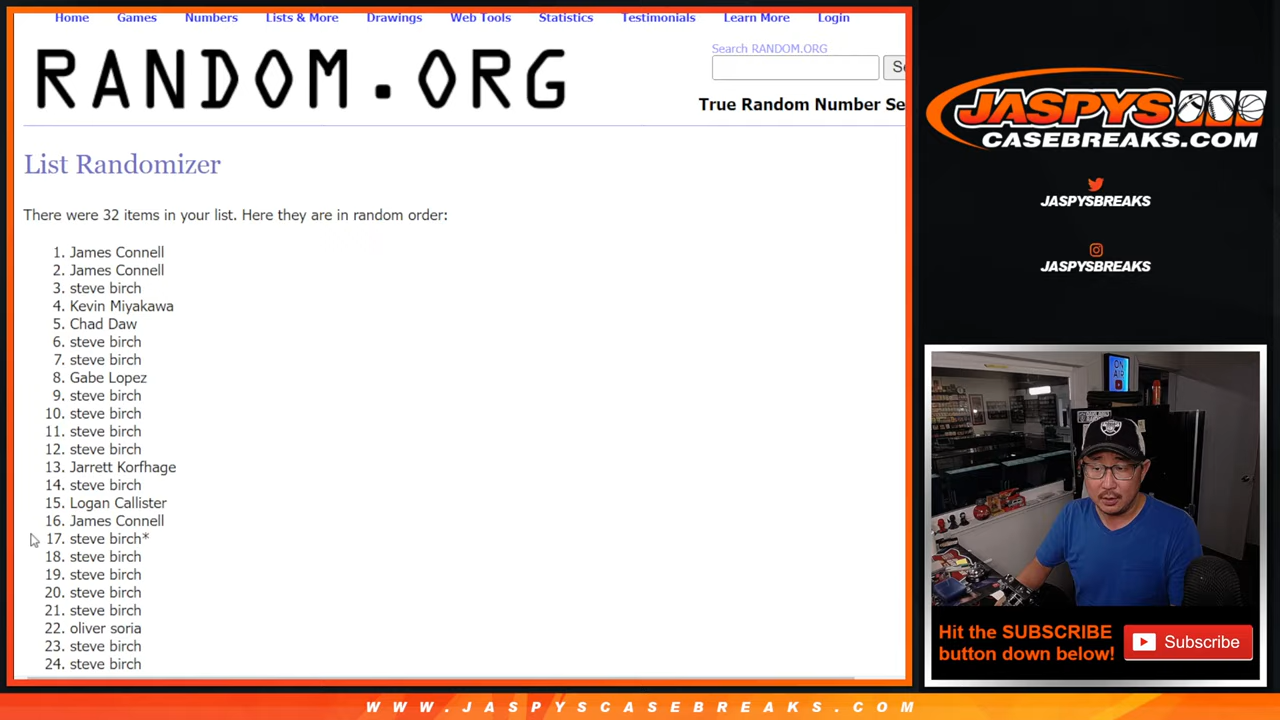 Home Games Numbers Lists & More Drawings Web Tools Statistics Testimonials Learn More Login
RANDOM.ORG
Search RANDOM.ORG
True Random Number Se
List Randomizer
There were 32 items in your list. Here they are in random order:
1. James Connell
2. James Connell
3. steve birch
4. Kevin Miyakawa
5. Chad Daw
6. steve birch
7. steve birch
8. Gabe Lopez
9. steve birch
10. steve birch
11. steve birch
12. steve birch
13. Jarrett Korfhage
14. steve birch
15. Logan Callister
16. James Connell
17. steve birch*
18. steve birch
19. steve birch
20. steve birch
21. steve birch
22. oliver soria
23. steve birch
24. steve birch
JASPYS
CASEBREAKS.COM
JASPYSBREAKS
JASPYSBREAKS
ON
AIR
Hit the SUBSCRIBE
button down below!
Subscribe
WWW.JASPYSCASEBREAKS.COM